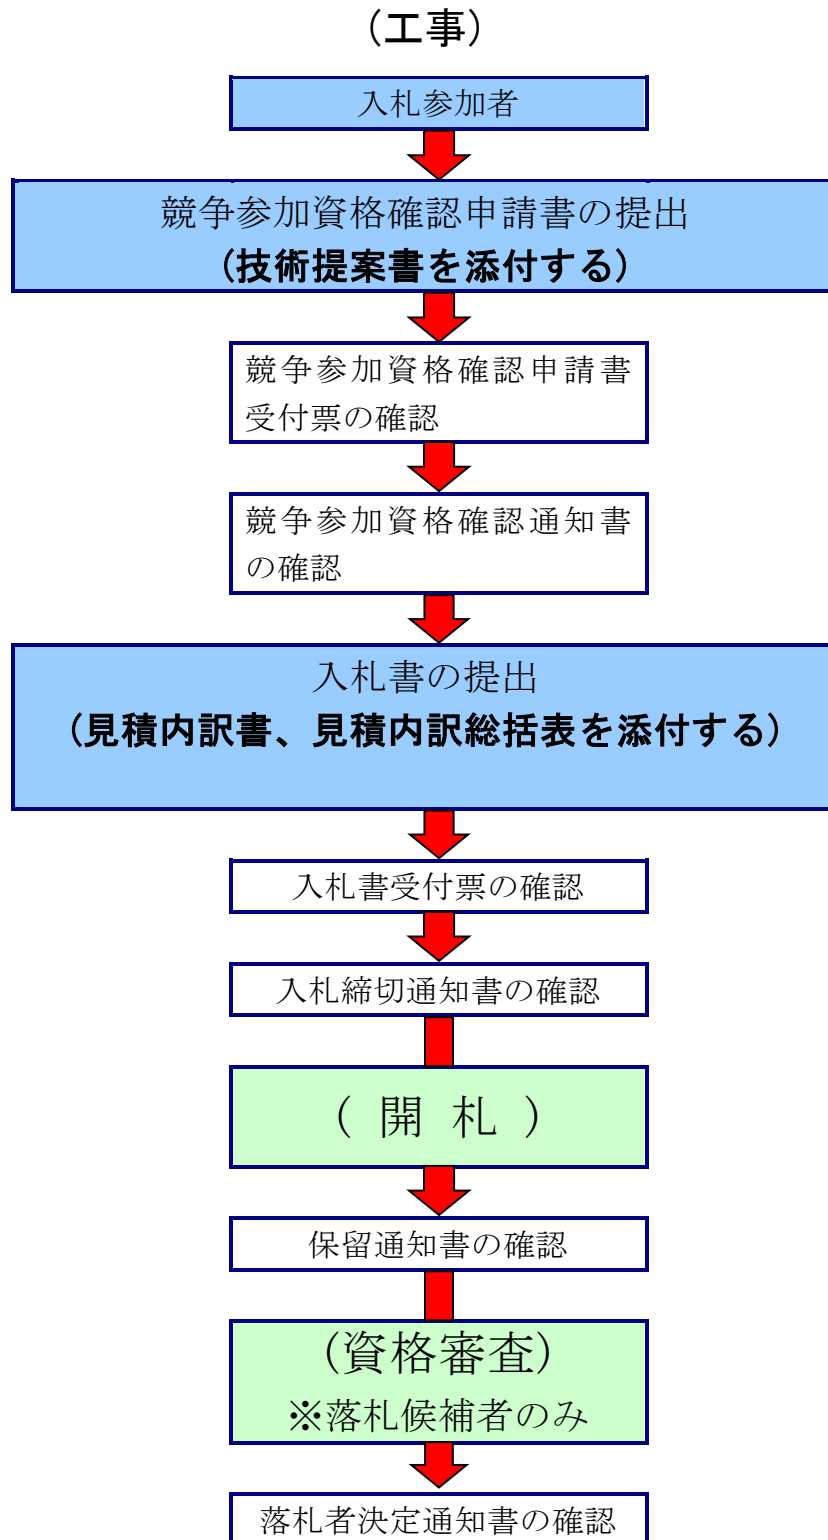 (工事)
入札参加者
競争参加資格確認申請書の提出
(技術提案書を添付する)
競争参加資格確認申請書
受付票の確認
競争参加資格確認通知書
の確認
入札書の提出
(見積内訳書、見積内訳総括表を添付する)
入札書受付票の確認
入札締切通知書の確認
( 開 札 )
保留通知書の確認
(資格審査)
※落札候補者のみ
落札者決定通知書の確認